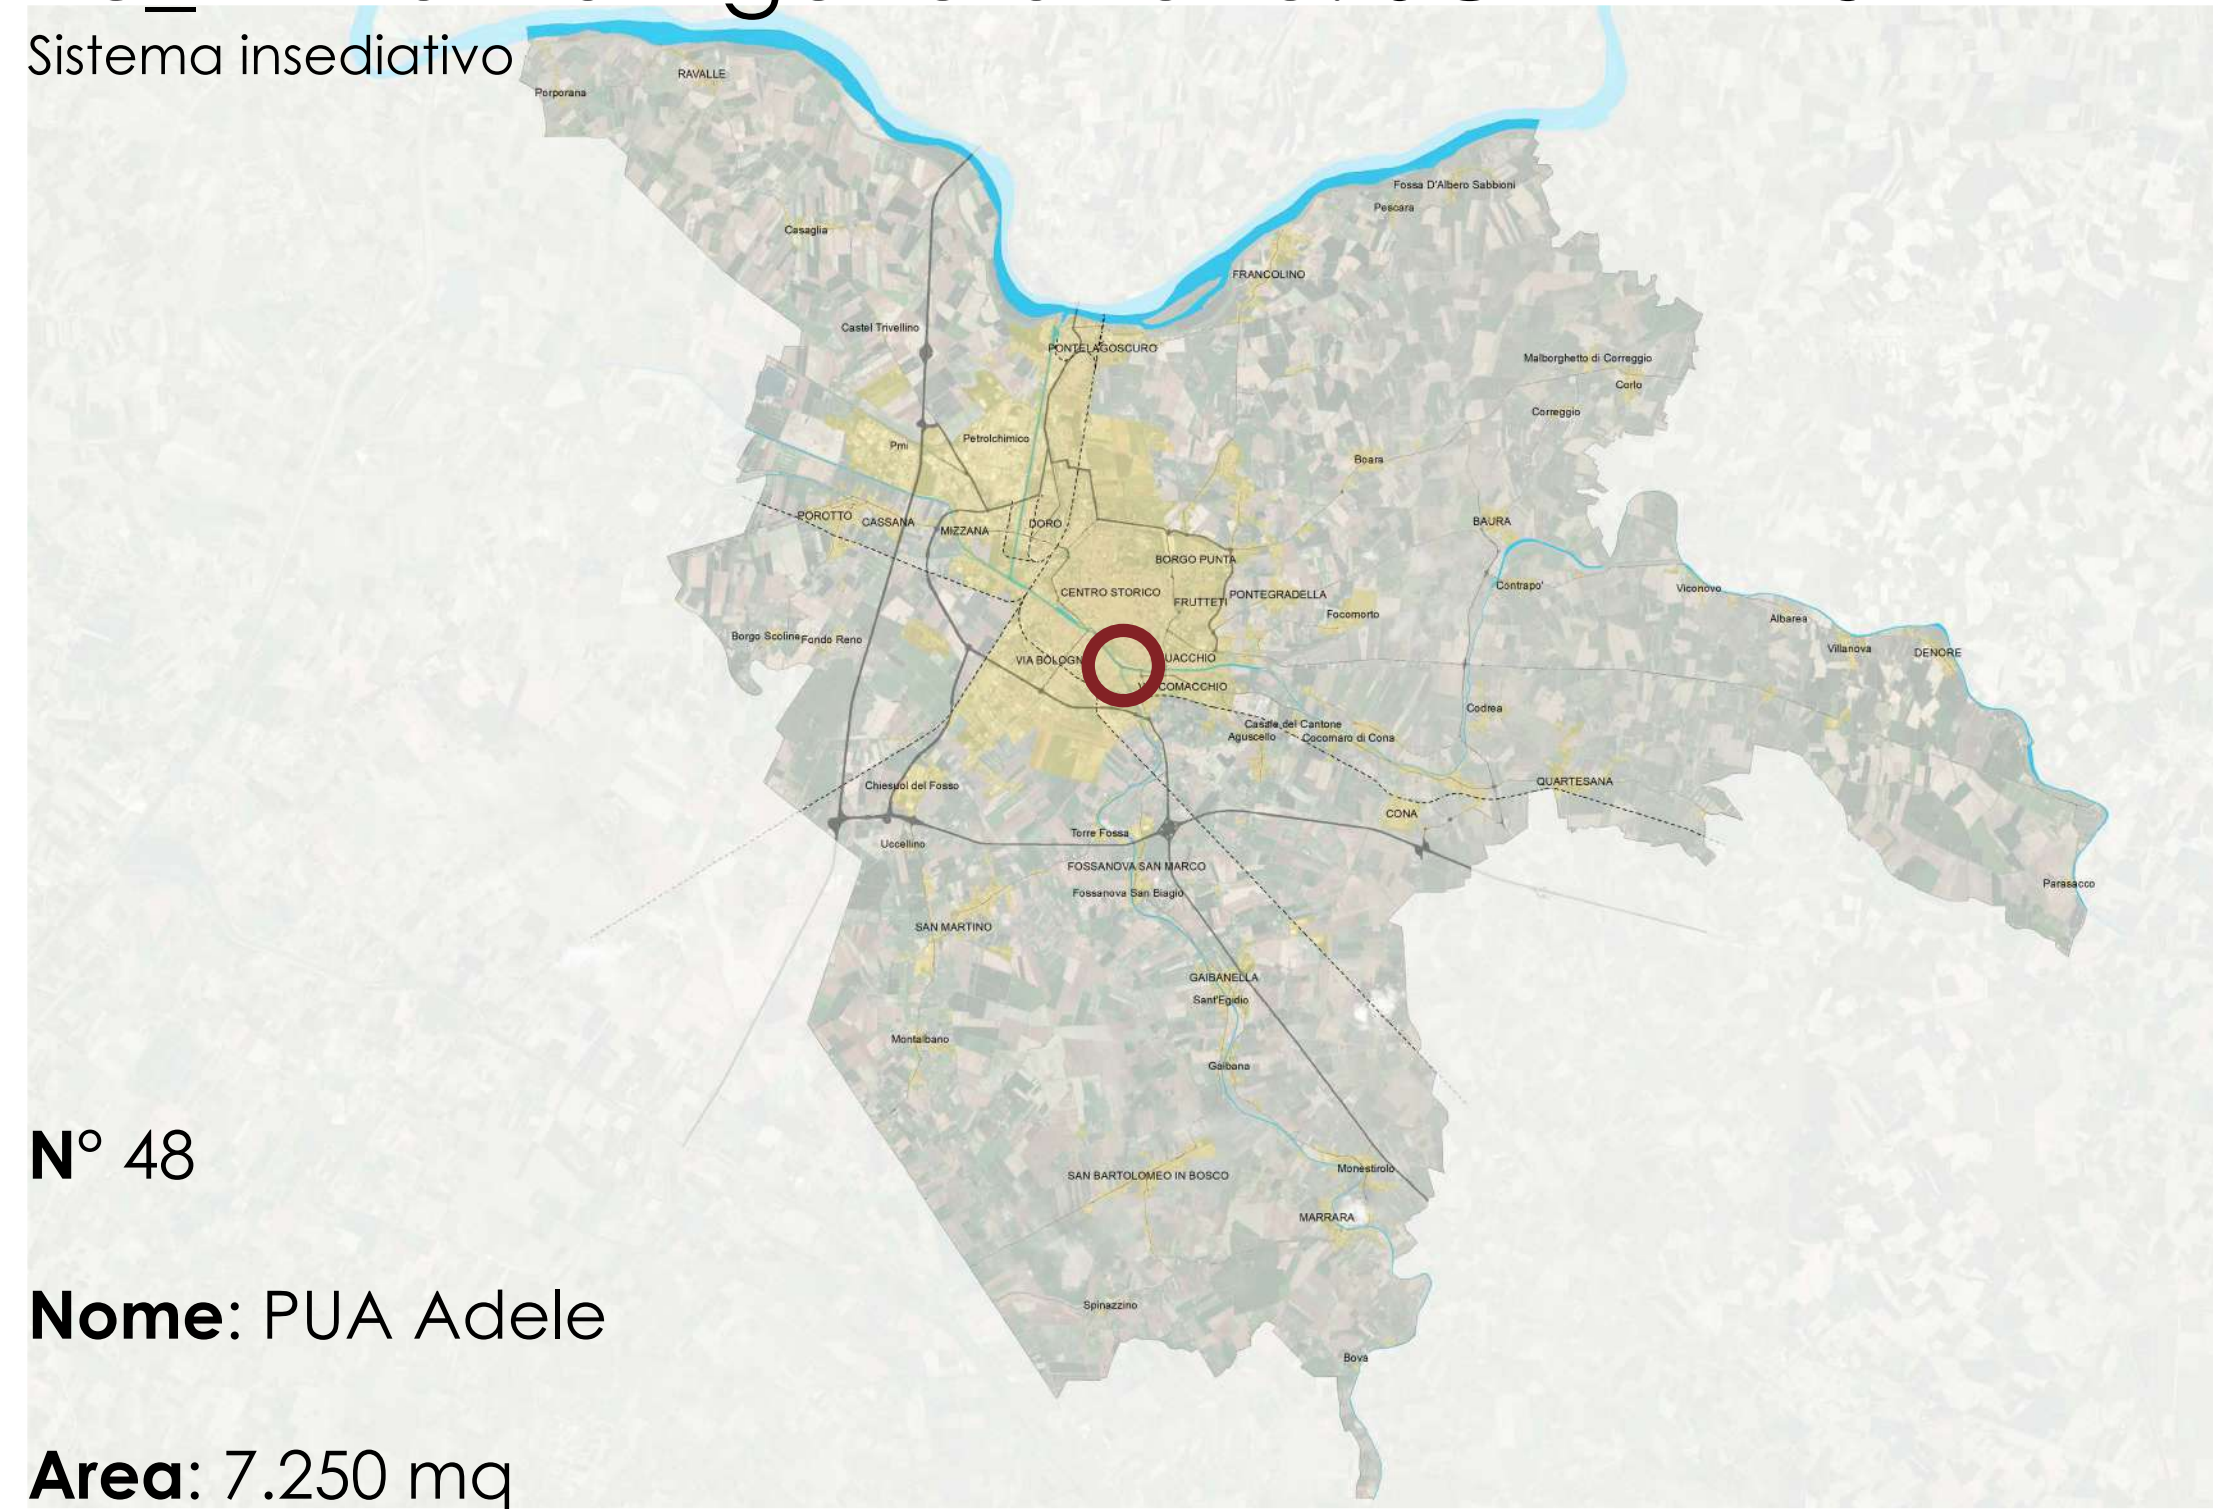 Sistema insediativo
RAVALLE
Porporana
Fossa D'Albero Sabbioni
Pescara
Casaglia
FRANCOLINO
Castel Trivellino
PONTELAGOSCURO
Malborghetto di Correggio
Corlo
Correggio
Petrolchimico
Pmi
Boara
POROTTO
CASSANA
MIZZANA
DORO
BAURA
BORGO PUNTA
CENTRO STORICO
FRUTTETI
PONTEGRADELLA
Contrapo'
Viconovo
Focomorto
Albarea
Borgo Scoline
Fondo Reno
Villanova
DENORE
VIA BOLOGN
UACCHIO
COMACCHIO
Codrea
Casale del Cantone
Aguscello
Cocomaro di Cona
QUARTESANA
Chiesuol del Fosso
CONA
Torre Fossa
Uccellino
FOSSANOVA SAN MARCO
Fossanova San Biagio
Parasacco
SAN MARTINO
GAIBANELLA
Sant'Egidio
Montalbano
Gaibana
N° 48
SAN BARTOLOMEO IN BOSCO
Monestirolo
MARRARA
Spinazzino
Nome: PUA Adele
Bova
Area: 7.250 mq